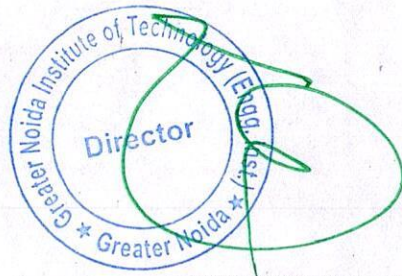 Greater Noida Institute of Technology (Engg. Inst.)
Director
★ Greater Noida ★